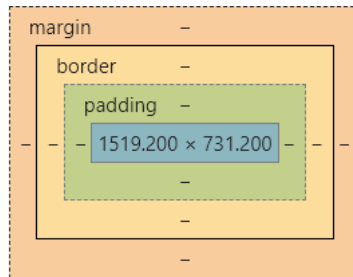 margin –
border –
padding –
– – – 1519.200 × 731.200 – – –
–
–
–